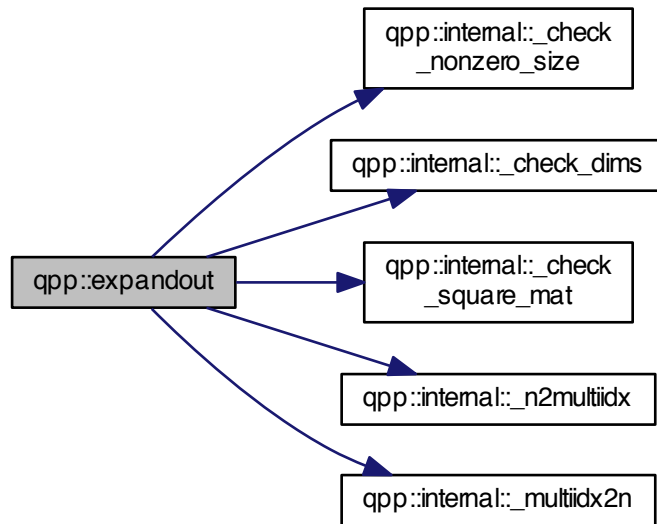 qpp::internal::_check
_nonzero_size
qpp::internal::_check_dims
qpp::expandout
qpp::internal::_check
_square_mat
qpp::internal::_n2multiidx
qpp::internal::_multiidx2n